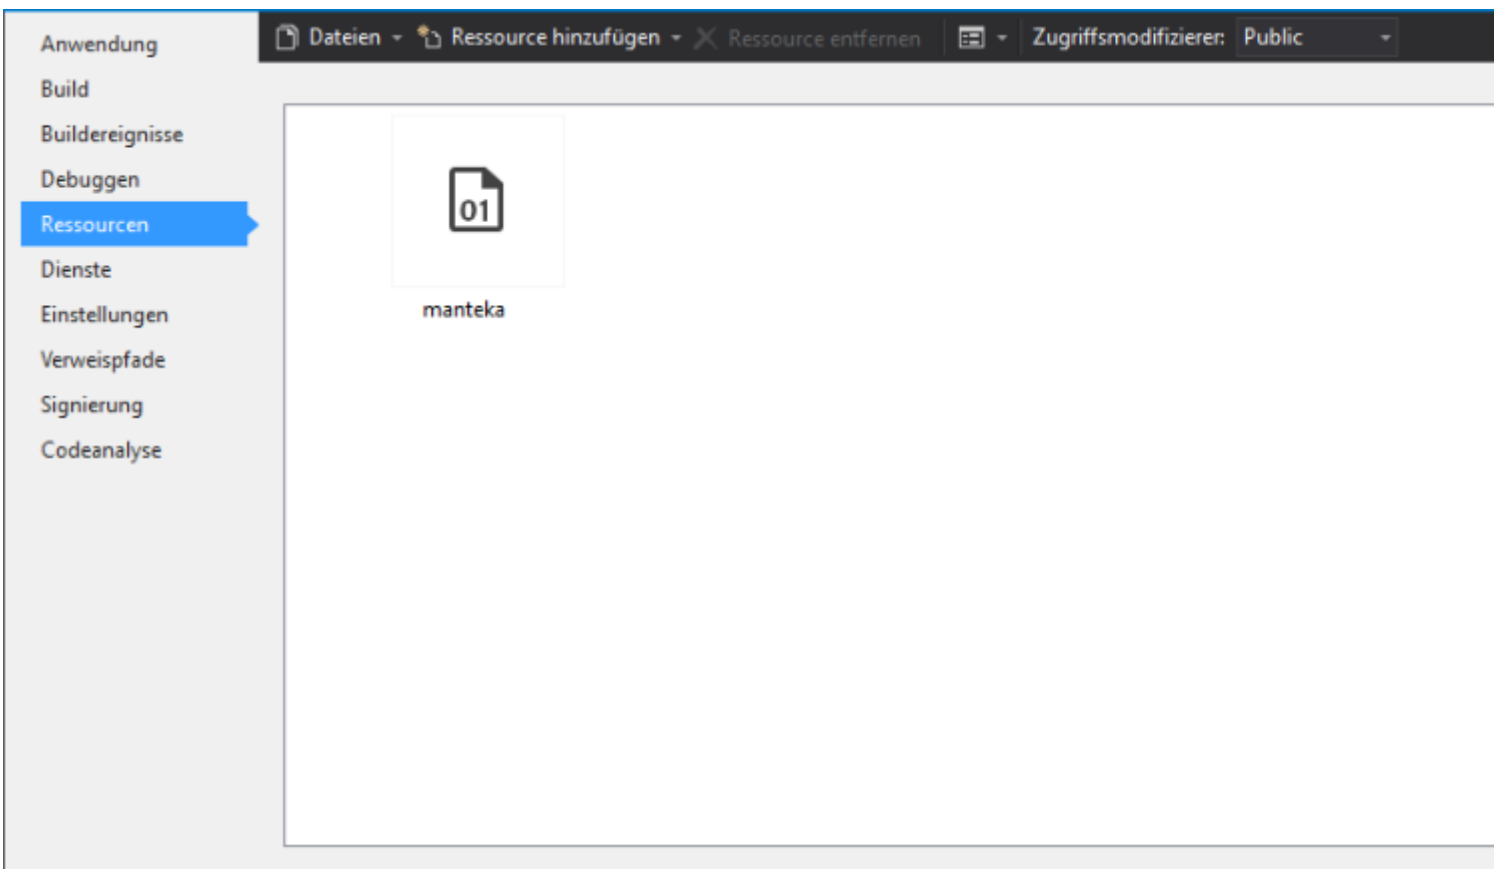 Dateien Ressource hinzufügen Ressource entfernen Zugriffsmodifizierer: Public
Anwendung
Build
Buildereignisse
Debuggen
Ressourcen
Dienste
Einstellungen
Verweispfade
Signierung
Codeanalyse
01
manteka